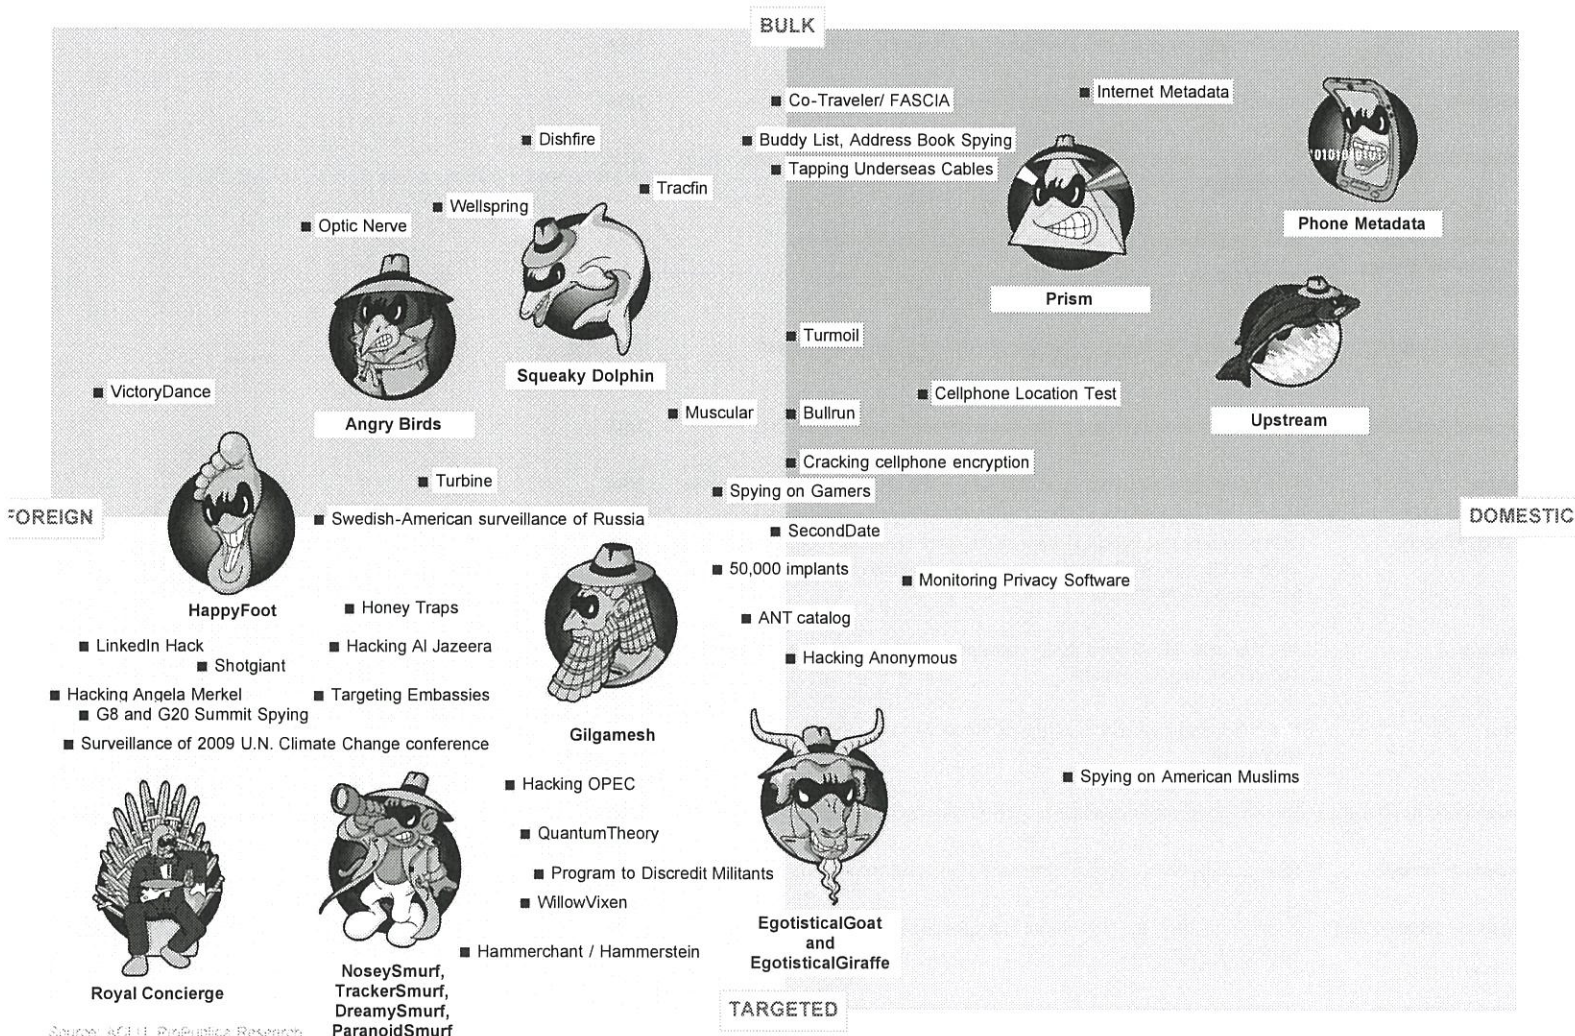 BULK
Co-Traveler/ FASCIA
Internet Metadata
Dishfire
Buddy List, Address Book Spying
Tapping Underseas Cables
'0101010101
Tracfin
Wellspring
Optic Nerve
Phone Metadata
Prism
Turmoil
Squeaky Dolphin
VictoryDance
Cellphone Location Test
Muscular
Bullrun
Angry Birds
Upstream
Cracking cellphone encryption
Turbine
Spying on Gamers
FOREIGN
Swedish-American surveillance of Russia
DOMESTIC
SecondDate
50,000 implants
Monitoring Privacy Software
HappyFoot
Honey Traps
ANT catalog
LinkedIn Hack
Hacking Al Jazeera
Shotgiant
Hacking Anonymous
Hacking Angela Merkel
Targeting Embassies
G8 and G20 Summit Spying
Gilgamesh
Surveillance of 2009 U.N. Climate Change conference
Hacking OPEC
Spying on American Muslims
QuantumTheory
Program to Discredit Militants
WillowVixen
EgotisticalGoat
and
EgotisticalGiraffe
Hammerchant / Hammerstein
Royal Concierge
NoseySmurf,
TrackerSmurf,
DreamySmurf,
ParanoidSmurf
TARGETED
Source: ACLU, ProPublica Research